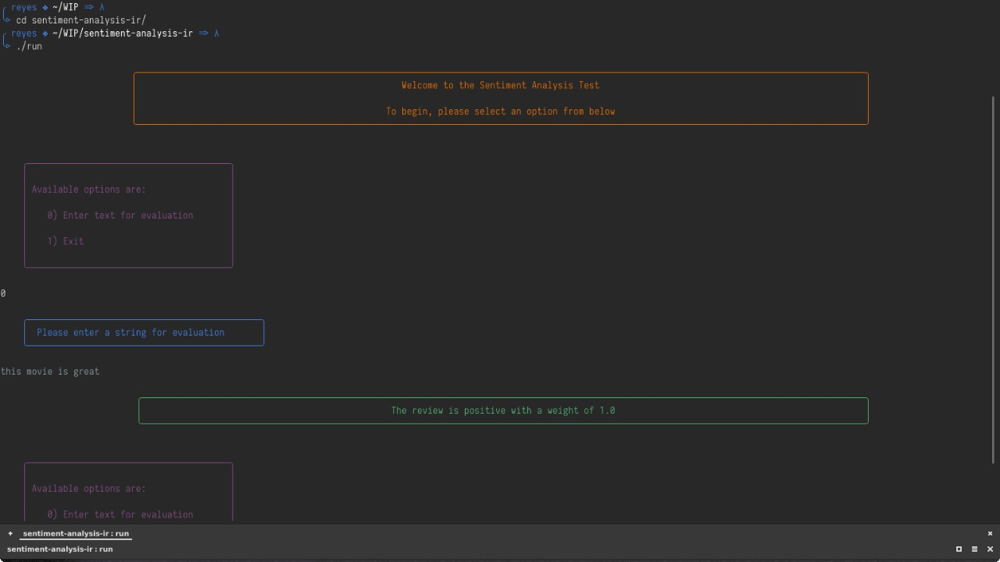 reyes ❖ ~/WIP ⇒ λ
cd sentiment-analysis-ir/
reyes ❖ ~/WIP/sentiment-analysis-ir ⇒ λ
./run
Welcome to the Sentiment Analysis Test
To begin, please select an option from below
Available options are:
0) Enter text for evaluation
1) Exit
0
Please enter a string for evaluation
this movie is great
The review is positive with a weight of 1.0
Available options are:
0) Enter text for evaluation
sentiment-analysis-ir : run
sentiment-analysis-ir : run